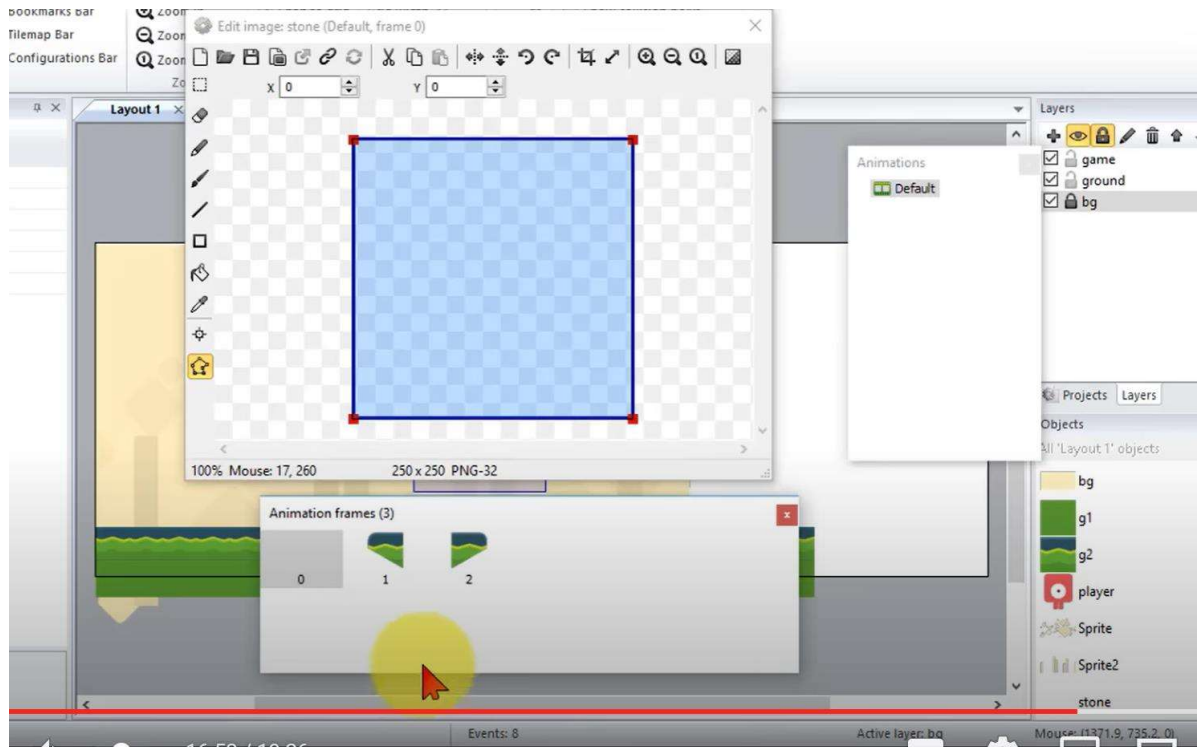 Bookmarks Bar
Tilemap Bar
Configurations Bar
Zoom
Zoom
Zoom
Edit image: stone (Default, frame 0)
X 0
Y 0
100% Mouse: 17, 260
250 x 250 PNG-32
Layout 1
Animations
Default
Layers
game
ground
bg
Projects
Layers
Objects
All 'Layout 1' objects
bg
g1
g2
player
Sprite
Sprite2
stone
Animation frames (3)
0
1
2
Events: 8
Active layer: bg
Mouse: (1371.9, 735.2, 0)